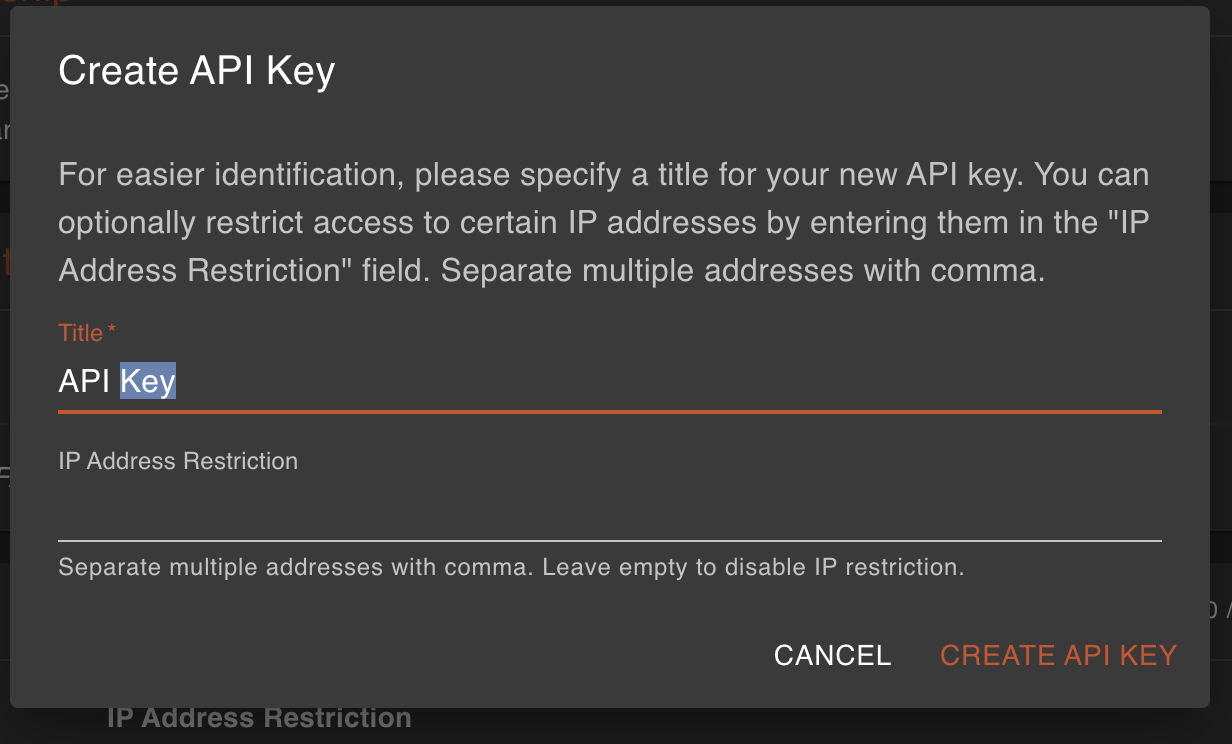 Create API Key
For easier identification, please specify a title for your new API key. You can
optionally restrict access to certain IP addresses by entering them in the "IP
Address Restriction" field. Separate multiple addresses with comma.
Title *
API Key
IP Address Restriction
Separate multiple addresses with comma. Leave empty to disable IP restriction.
CANCEL
CREATE API KEY
IP Address Restriction